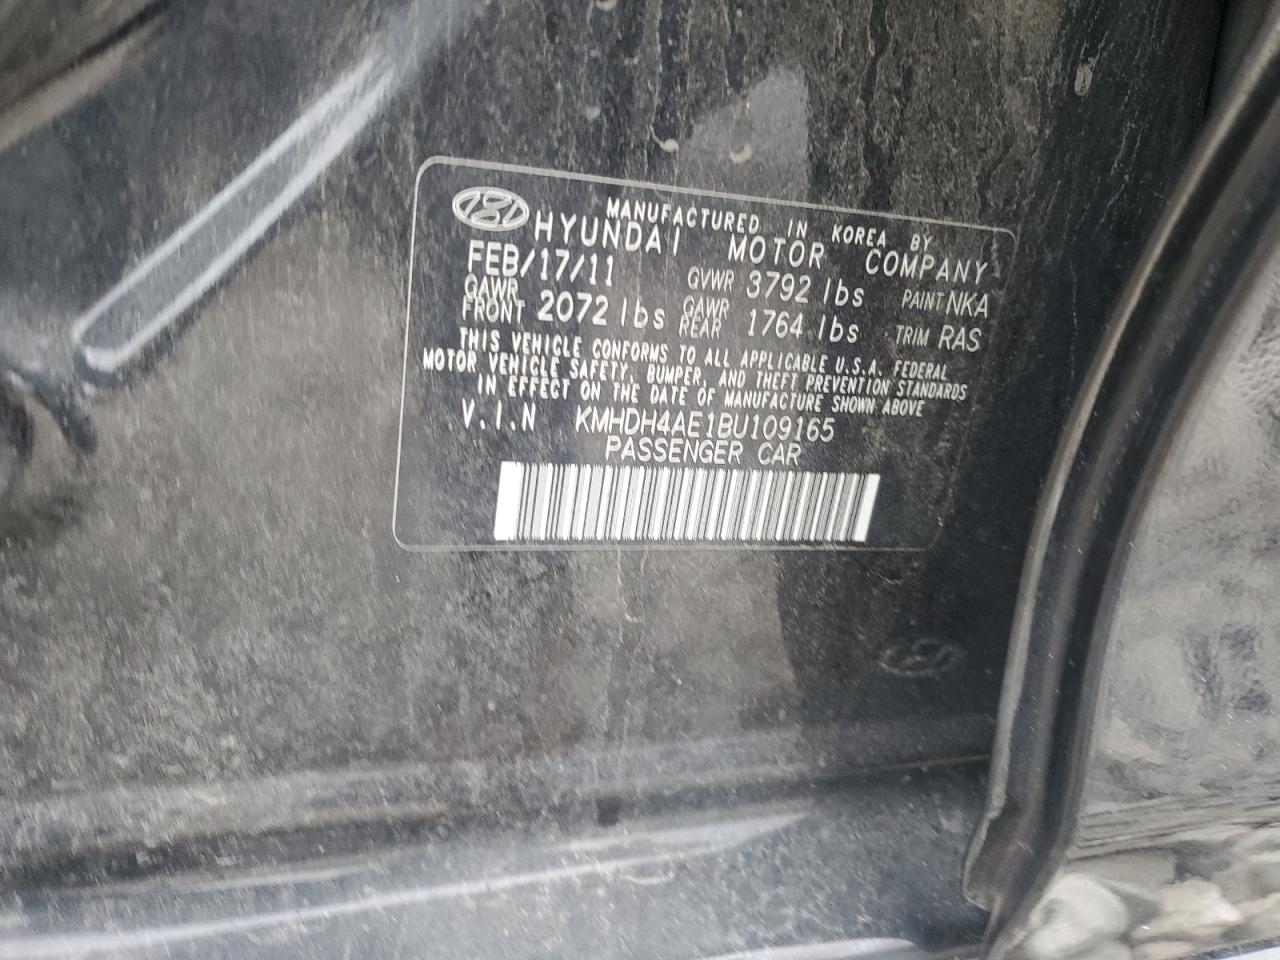 MANUFACTURED IN KOREA BY
HYUNDAI MOTOR COMPANY
FEB/17/11 GVWR 3792 lbs PAINT NKA
GAWR FRONT 2072 lbs GAWR REAR 1764 lbs TRIM RAS
THIS VEHICLE CONFORMS TO ALL APPLICABLE U.S.A. FEDERAL
MOTOR VEHICLE SAFETY, BUMPER, AND THEFT PREVENTION STANDARDS
IN EFFECT ON THE DATE OF MANUFACTURE SHOWN ABOVE
V.I.N KMHDH4AE1BU109165
PASSENGER CAR